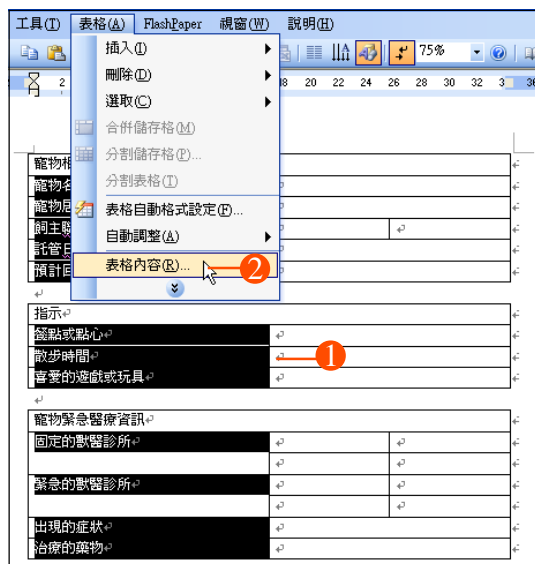 工具(T) 表格(A) FlashPaper 視窗(W) 說明(H)
插入(I)
75%
刪除(D)
2 18 20 22 24 26 28 30 32 3 36
選取(C)
合併儲存格(M)
分割儲存格(P)...
分割表格(T)
表格自動格式設定(F)...
自動調整(A)
表格內容(R)...
2
寵物
寵物名
寵物
飼主聯
託管日
預計回
指示
餐點或點心
散步時間
1
喜愛的遊戲或玩具
寵物緊急醫療資訊
固定的獸醫診所
緊急的獸醫診所
出現的症狀
治療的藥物